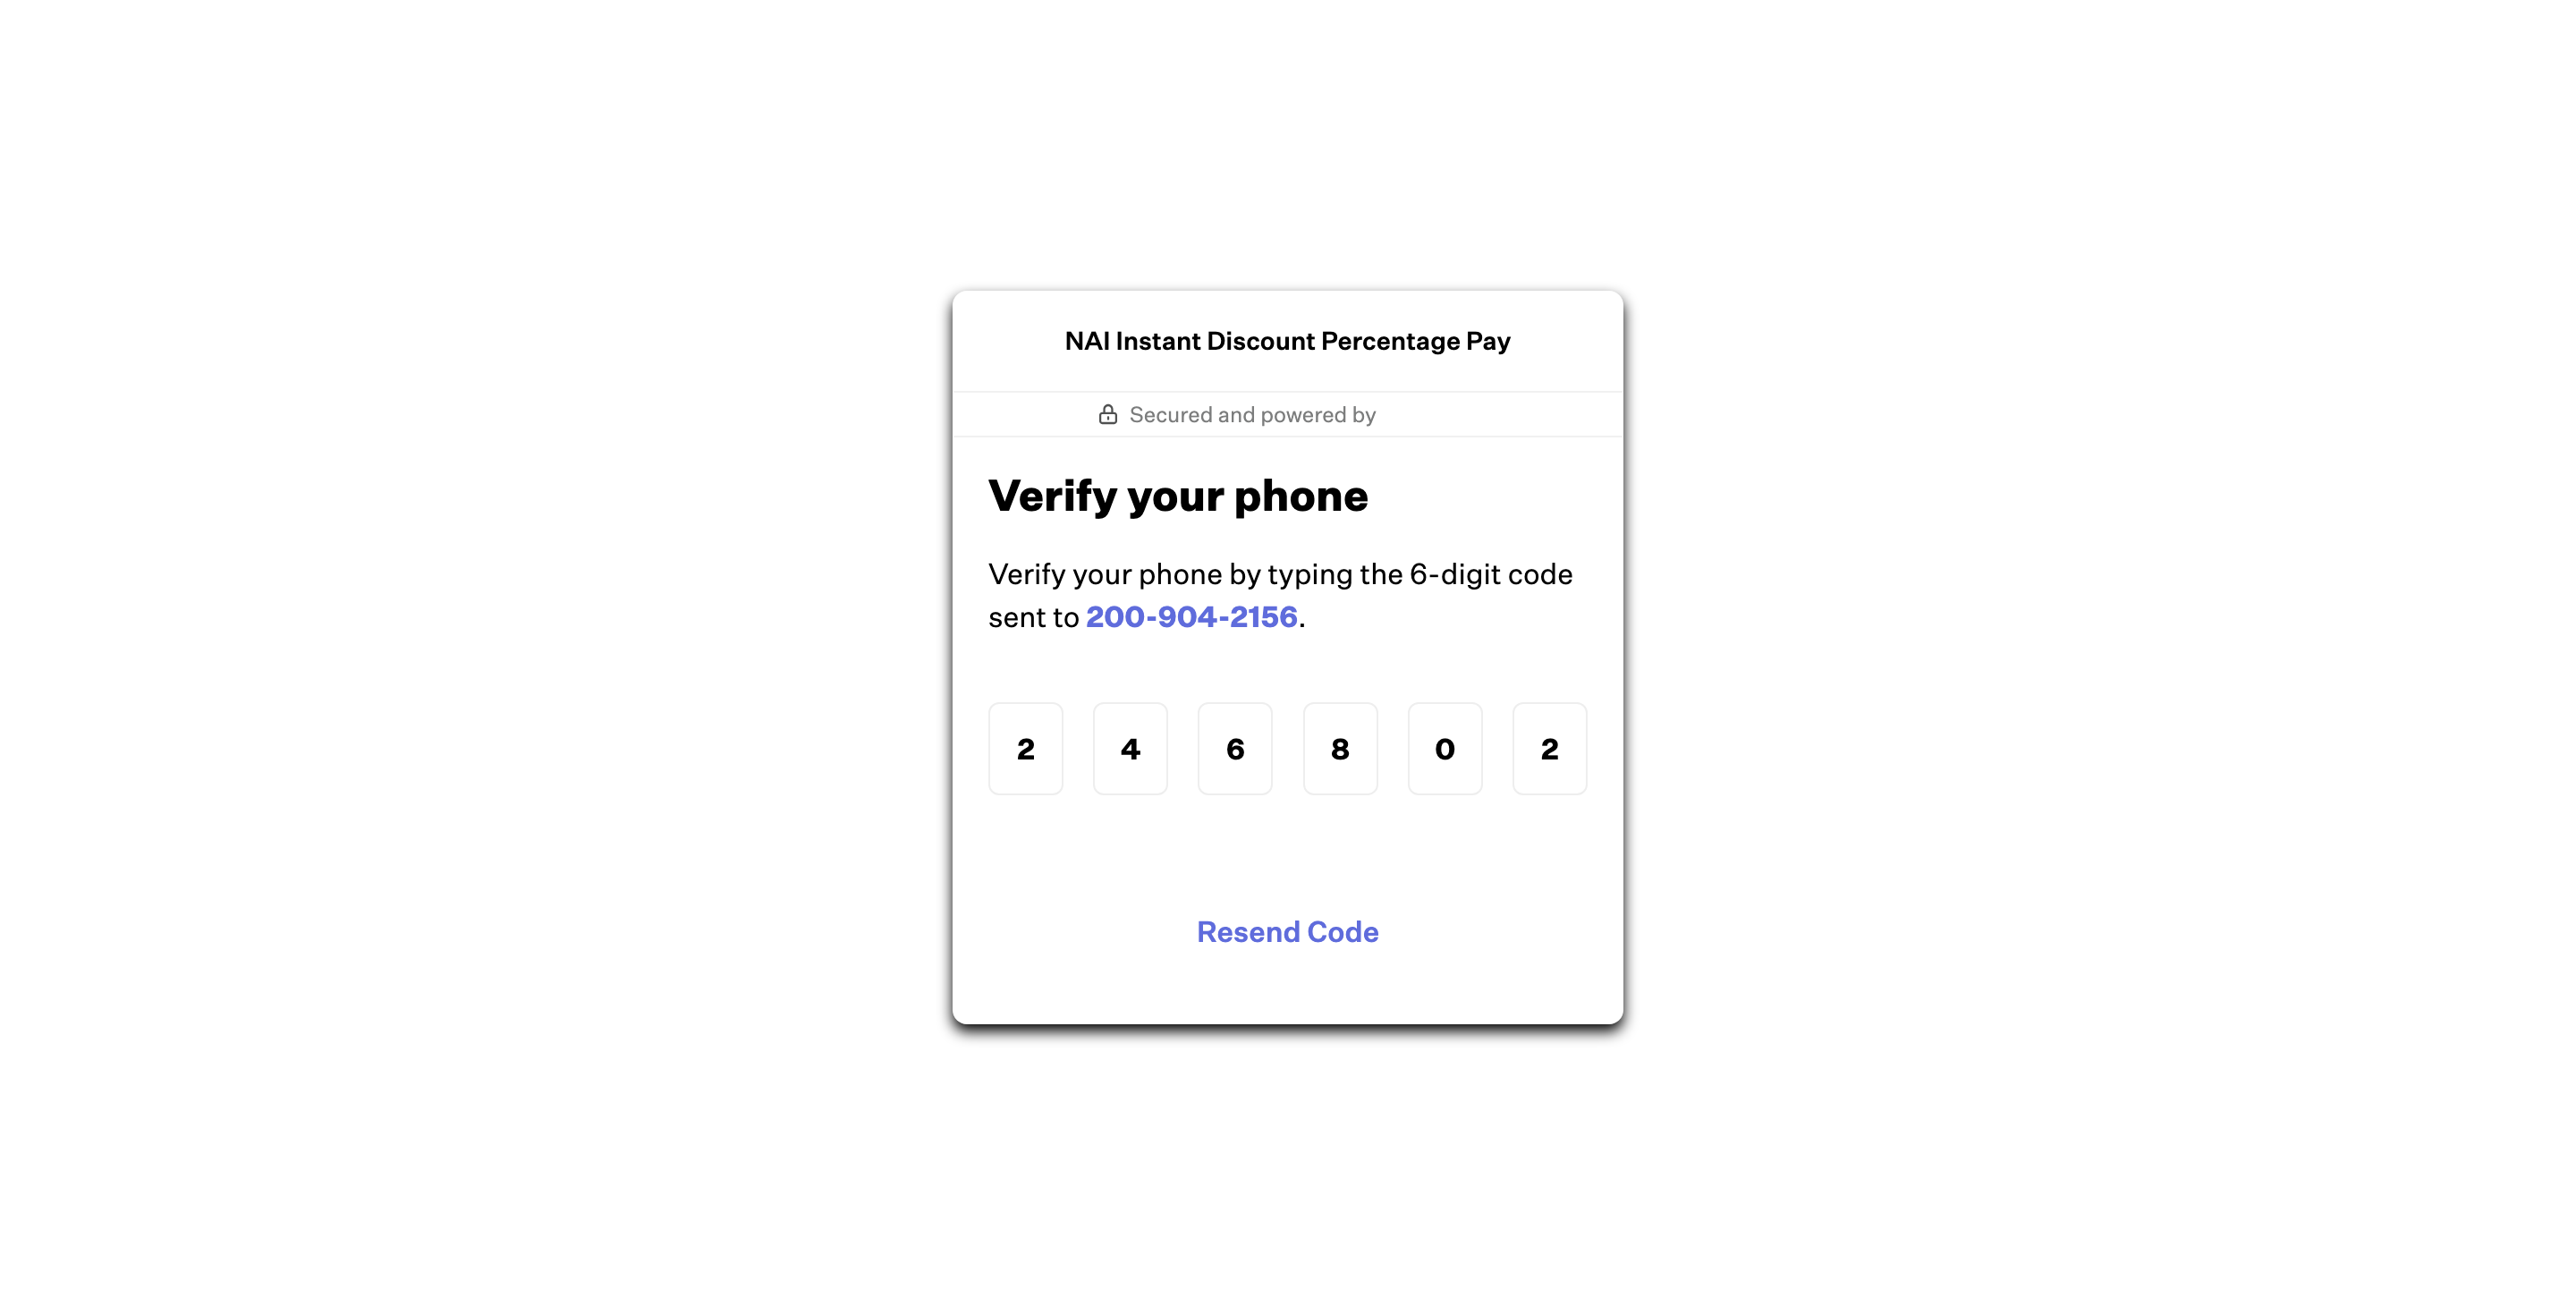 NAI Instant Discount Percentage Pay
Secured and powered by
Verify your phone
Verify your phone by typing the 6-digit code
sent to 200-904-2156.
2 4 6 8 0 2
Resend Code